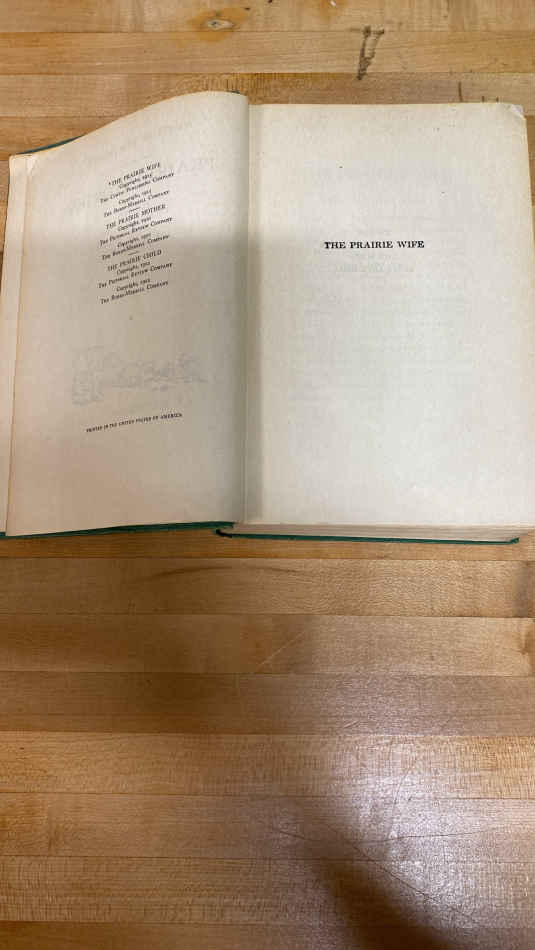 THE PRAIRIE WIFE
Copyright, 1915
The Curtis Publishing Company
Copyright, 1915
The Bobbs-Merrill Company
THE PRAIRIE MOTHER
Copyright, 1920
The Pictorial Review Company
Copyright, 1920
The Bobbs-Merrill Company
THE PRAIRIE CHILD
Copyright, 1922
The Pictorial Review Company
Copyright, 1922
The Bobbs-Merrill Company
PRINTED IN THE UNITED STATES OF AMERICA
THE PRAIRIE WIFE